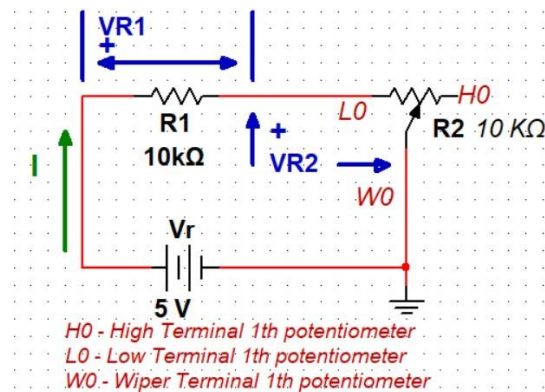 VR1
+
L0
H0
R1
10kΩ
+
VR2
R2 10 KΩ
I
W0
Vr
5 V
H0 - High Terminal 1th potentiometer
L0 - Low Terminal 1th potentiometer
W0 - Wiper Terminal 1th potentiometer